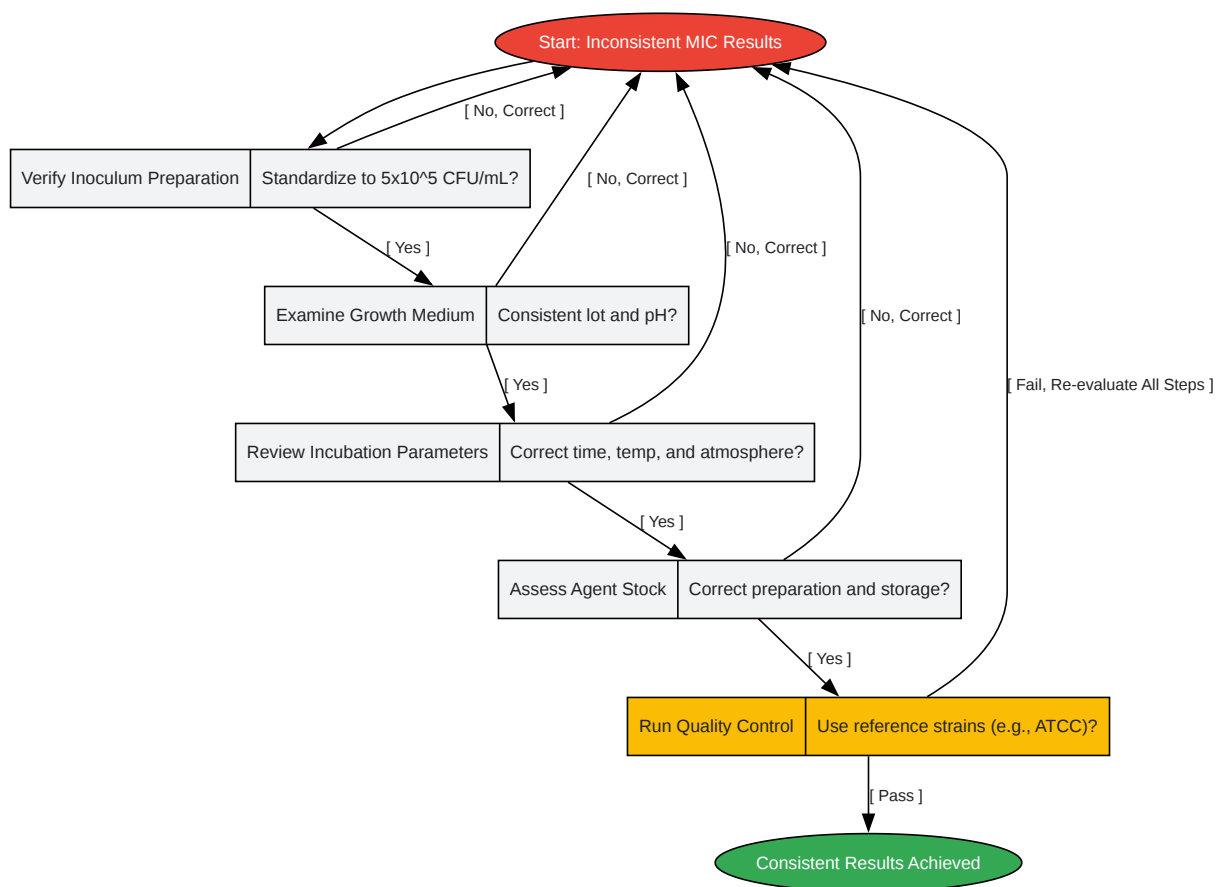 Start: Inconsistent MIC Results
[ No, Correct ]
Verify Inoculum Preparation
Standardize to 5x10^5 CFU/mL?
[ No, Correct ]
[ Yes ]
[ No, Correct ]
Examine Growth Medium
Consistent lot and pH?
[ No, Correct ]
[ Yes ]
[ Fail, Re-evaluate All Steps ]
Review Incubation Parameters
Correct time, temp, and atmosphere?
[ Yes ]
Assess Agent Stock
Correct preparation and storage?
[ Yes ]
Run Quality Control
Use reference strains (e.g., ATCC)?
[ Pass ]
Consistent Results Achieved